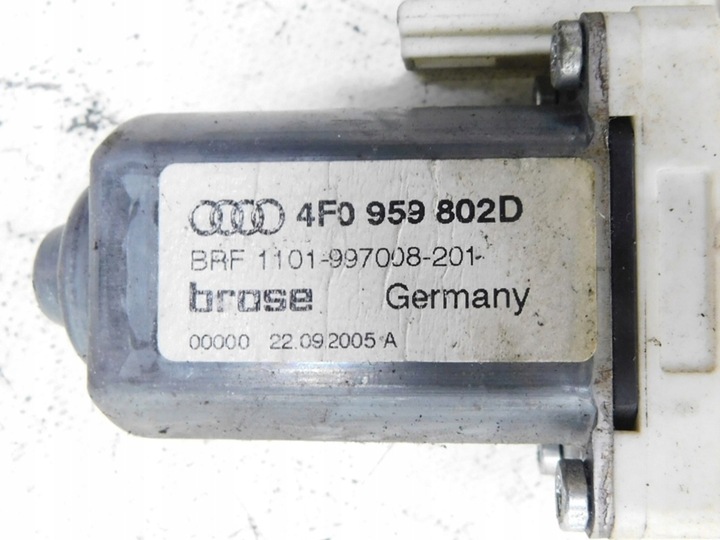 4F0 959 802D
BRF 1101-997008-201-
brose Germany
00000 22.09.2005 A